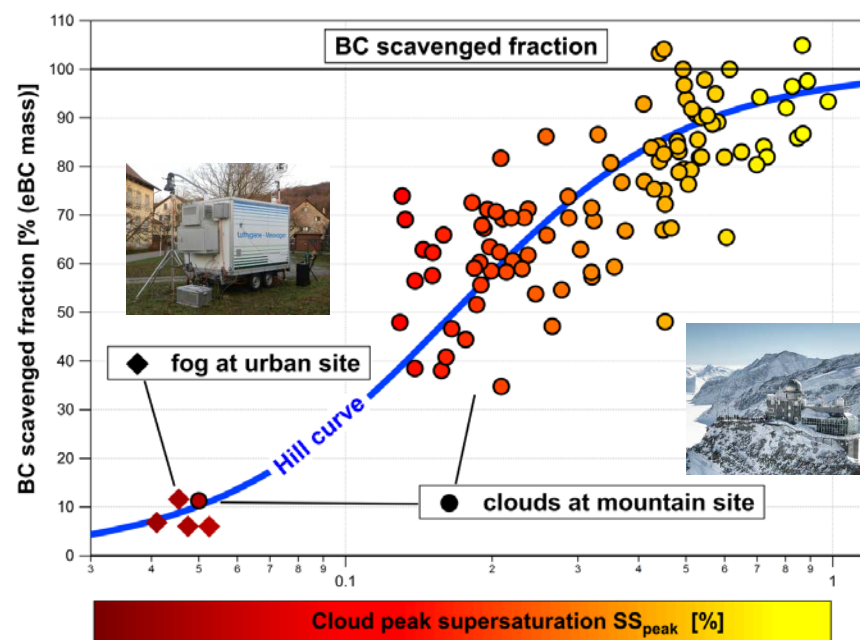 BC scavenged fraction
BC scavenged fraction [% (eBC mass)]
110
100
90
80
70
60
50
40
30
20
10
0
fog at urban site
Hill curve
clouds at mountain site
3 4 5 6 7 8 9 0.1 2 3 4 5 6 7 8 9 1
Cloud peak supersaturation SSpeak [%]